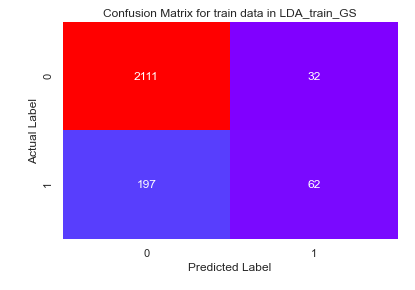 Confusion Matrix for train data in LDA_train_GS
Actual Label
0
2111
32
1
197
62
0
1
Predicted Label